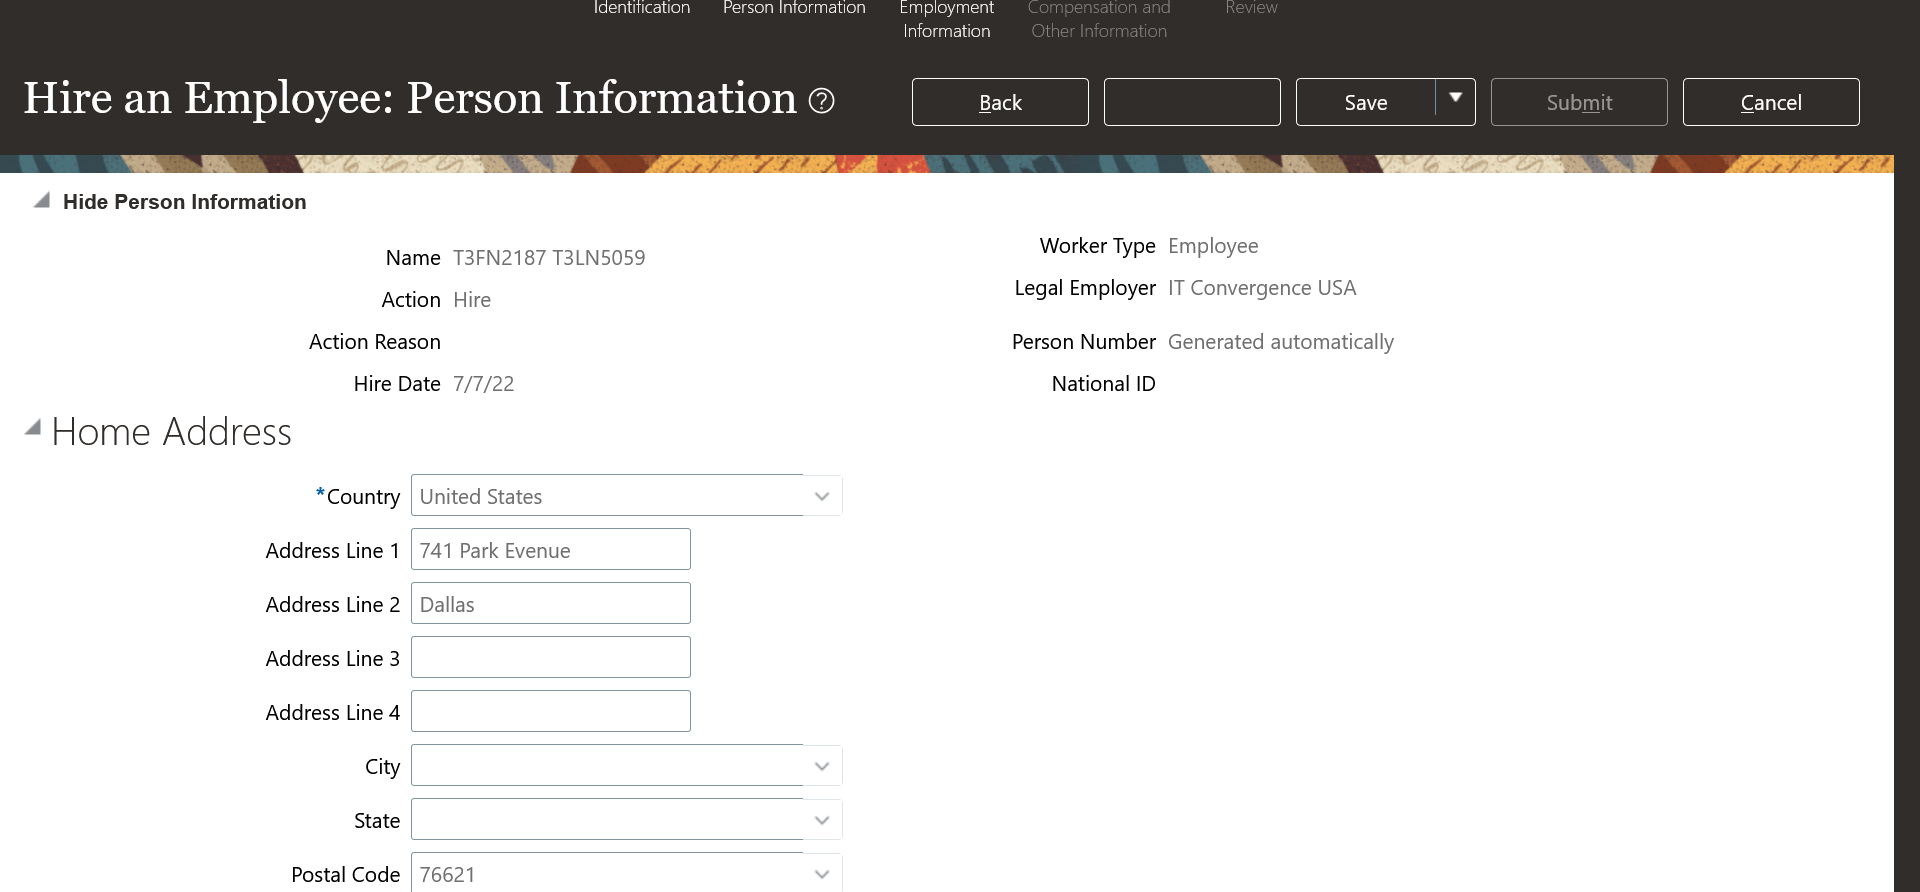 Identification
Person Information
Employment
Information
Compensation and
Other Information
Review
Hire an Employee: Person Information ?
Back
Save
Submit
Cancel
Hide Person Information
Name T3FN2187 T3LN5059
Action Hire
Action Reason
Hire Date 7/7/22
Worker Type Employee
Legal Employer IT Convergence USA
Person Number Generated automatically
National ID
Home Address
*Country United States
Address Line 1 741 Park Evenue
Address Line 2 Dallas
Address Line 3
Address Line 4
City
State
Postal Code 76621